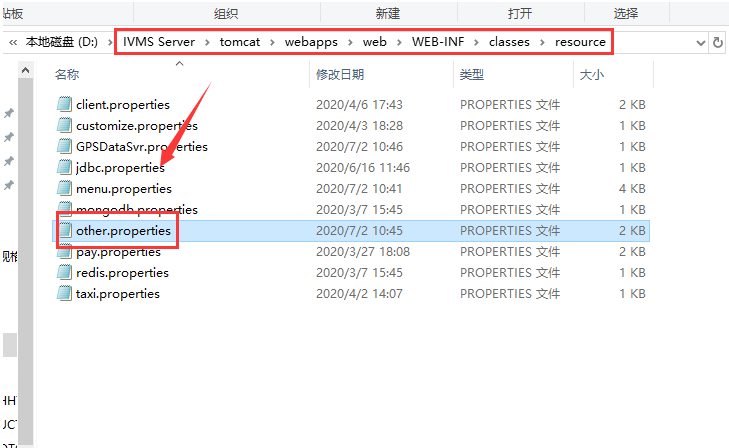 贴板 组织 新建 打开 选择
« 本地磁盘 (D:) › IVMS Server › tomcat › webapps › web › WEB-INF › classes › resource
名称 修改日期 类型 大小
client.properties 2020/4/6 17:43 PROPERTIES 文件 2 KB
customize.properties 2020/4/3 18:28 PROPERTIES 文件 1 KB
GPSDataSvr.properties 2020/7/2 10:46 PROPERTIES 文件 1 KB
jdbc.properties 2020/6/16 11:46 PROPERTIES 文件 1 KB
menu.properties 2020/7/2 10:41 PROPERTIES 文件 4 KB
mongodb.properties 2020/3/7 15:45 PROPERTIES 文件 1 KB
other.properties 2020/7/2 10:45 PROPERTIES 文件 2 KB
规格
pay.properties 2020/3/27 18:08 PROPERTIES 文件 2 KB
redis.properties 2020/3/7 15:45 PROPERTIES 文件 1 KB
taxi.properties 2020/4/2 14:07 PROPERTIES 文件 1 KB